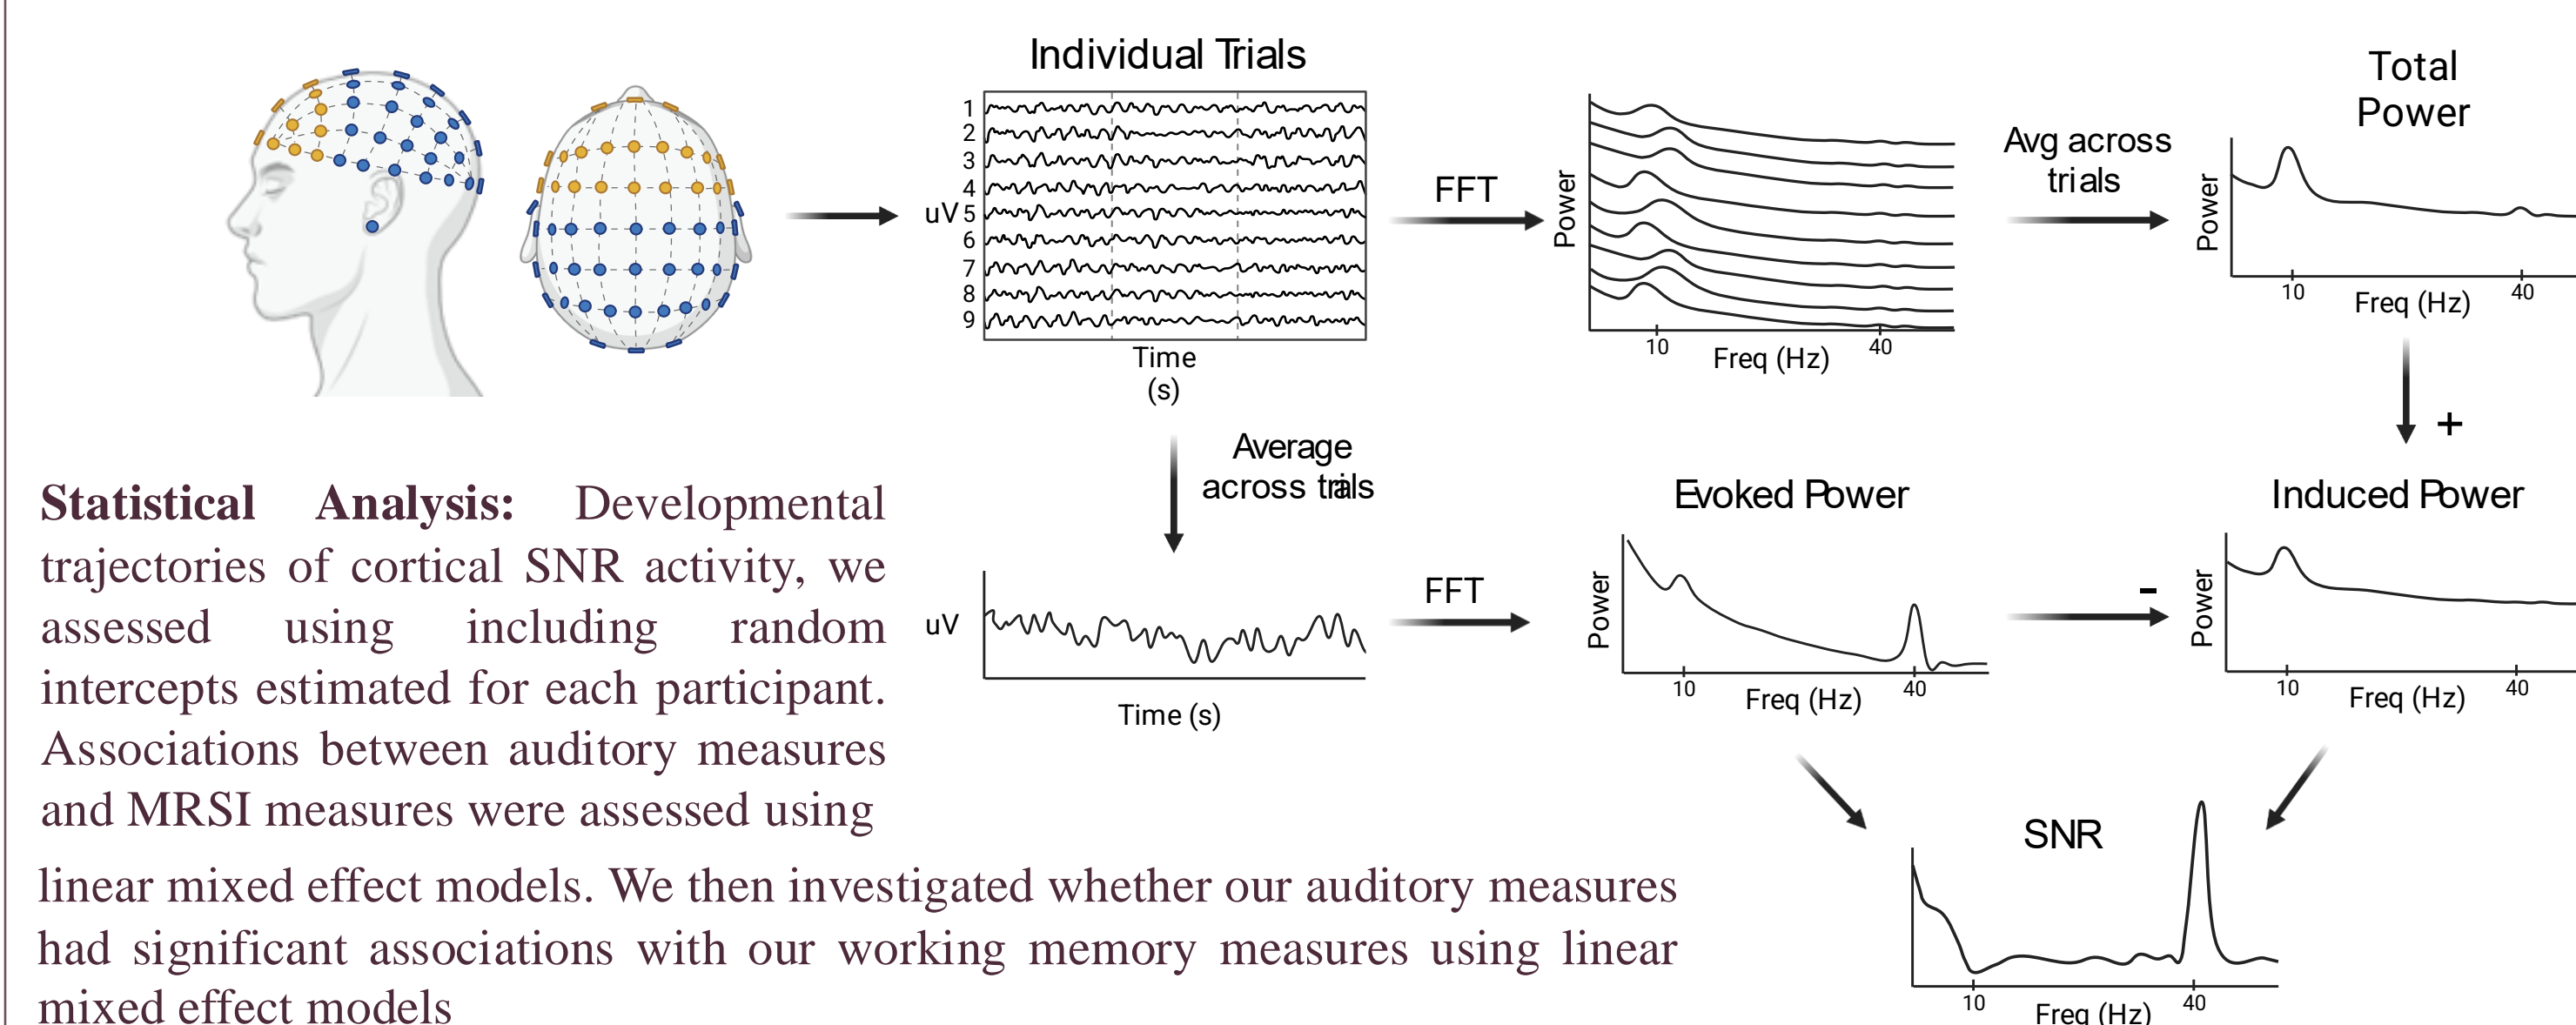 Individual Trials
1
2
3
4
uV 5
6
7
8
9
Time
(s)
FFT
Power
10
40
Freq (Hz)
Avg across
trials
Total
Power
Power
10
40
Freq (Hz)
+
Average
across trials
uV
Time (s)
FFT
Evoked Power
Power
10
40
Freq (Hz)
-
Induced Power
Power
10
40
Freq (Hz)
SNR
10
40
Freq (Hz)
Statistical Analysis: Developmental
trajectories of cortical SNR activity, we
assessed using including random
intercepts estimated for each participant.
Associations between auditory measures
and MRSI measures were assessed using
linear mixed effect models. We then investigated whether our auditory measures
had significant associations with our working memory measures using linear
mixed effect models